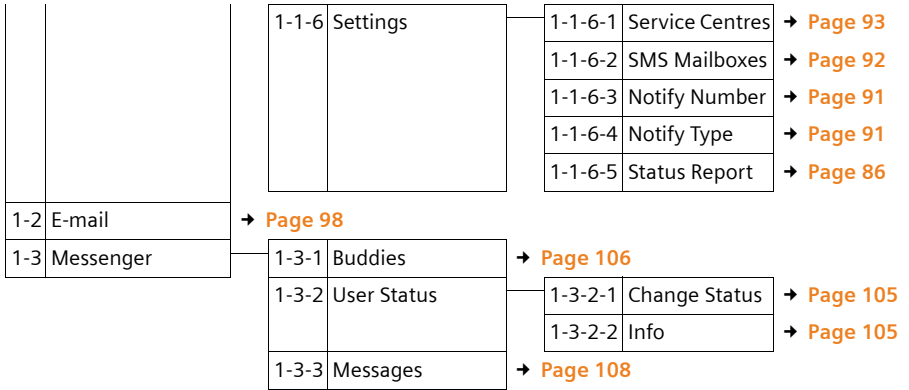 1-1-6 Settings 1-1-6-1 Service Centres ➜ Page 93
1-1-6-2 SMS Mailboxes ➜ Page 92
1-1-6-3 Notify Number ➜ Page 91
1-1-6-4 Notify Type ➜ Page 91
1-1-6-5 Status Report ➜ Page 86
1-2 E-mail ➜ Page 98
1-3 Messenger 1-3-1 Buddies ➜ Page 106
1-3-2 User Status 1-3-2-1 Change Status ➜ Page 105
1-3-2-2 Info ➜ Page 105
1-3-3 Messages ➜ Page 108